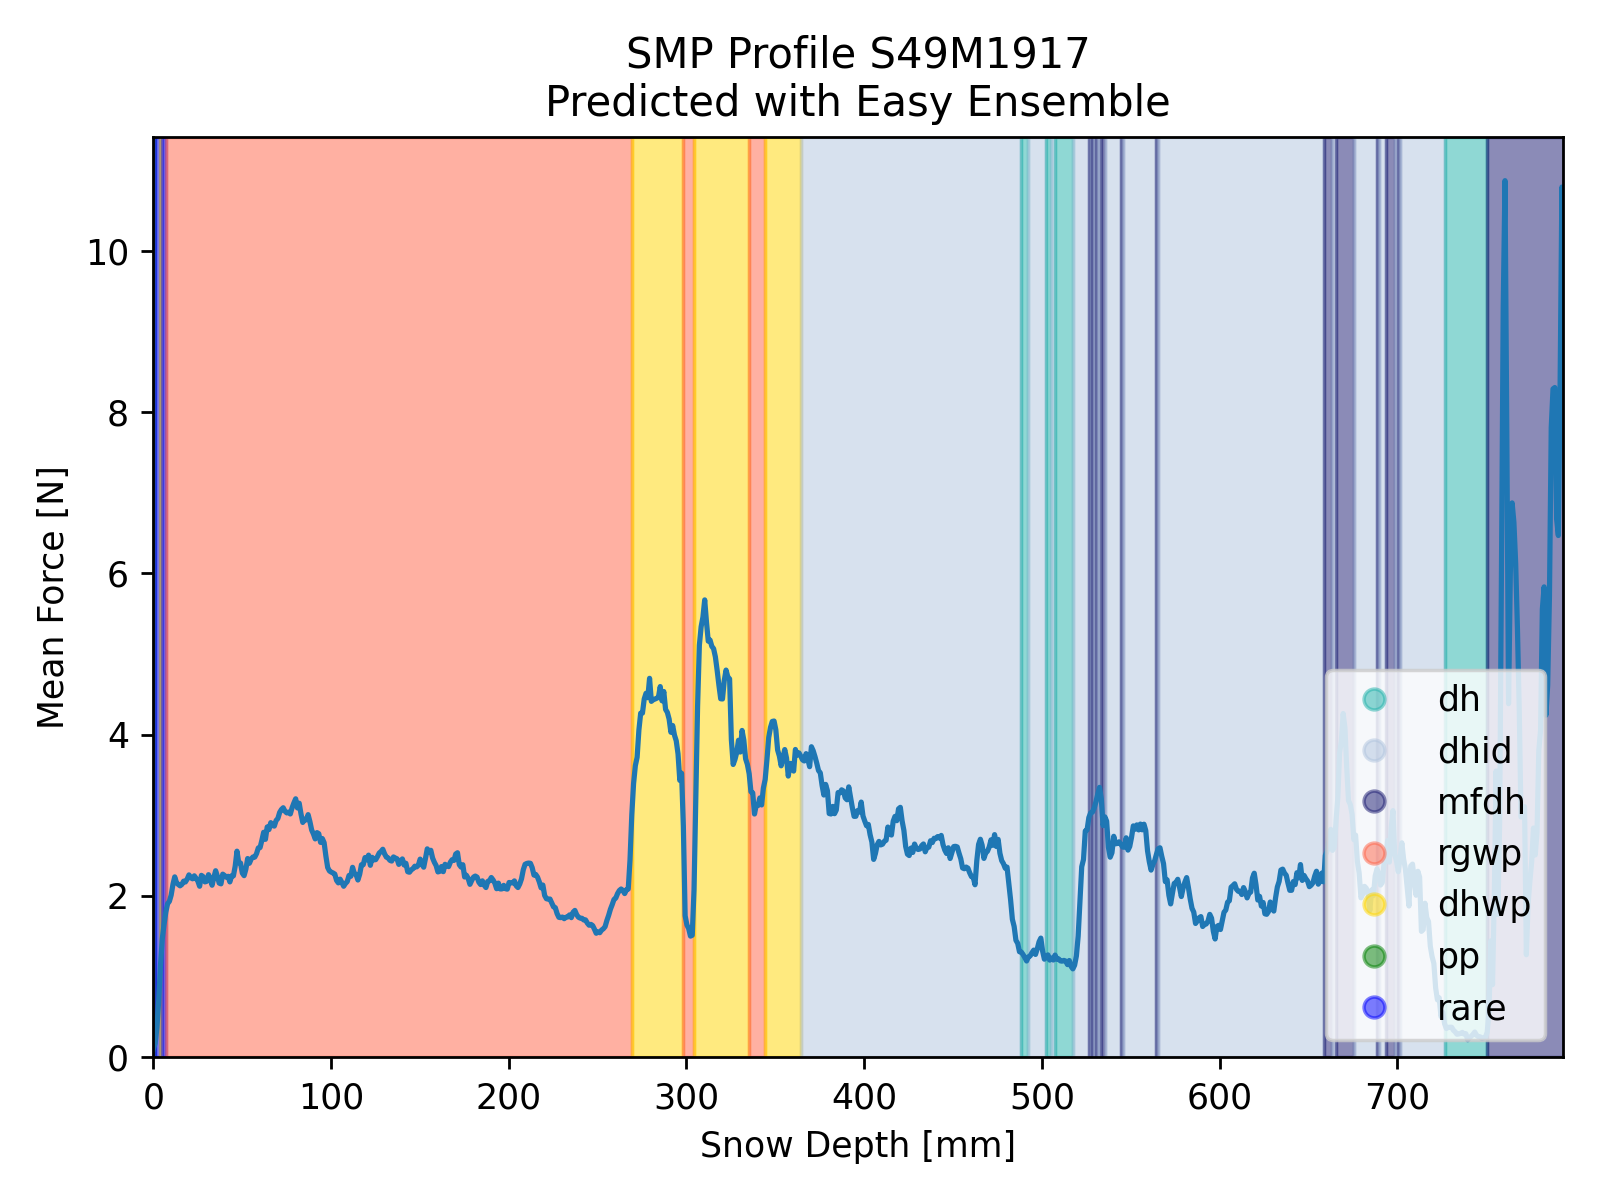 SMP Profile S49M1917
Predicted with Easy Ensemble
Mean Force [N]
10
8
6
4
2
0
0 100 200 300 400 500 600 700
Snow Depth [mm]
dh
dhid
mfdh
rgwp
dhwp
pp
rare